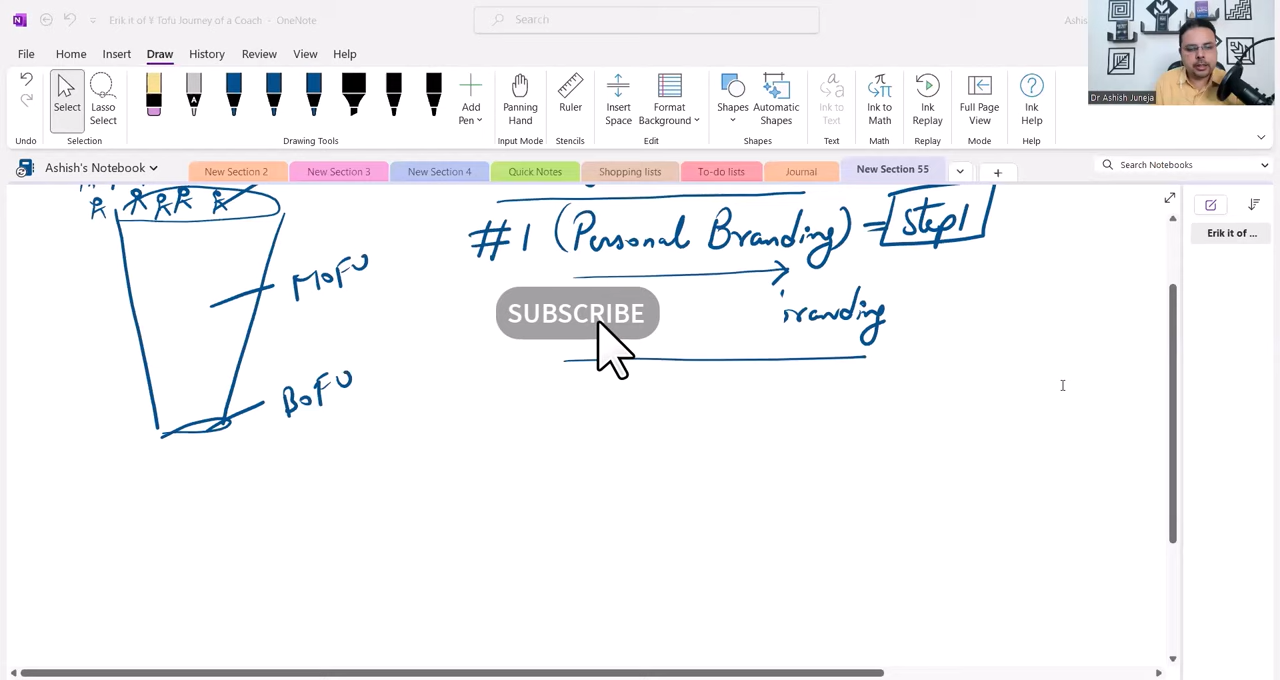 Erik it of ¥ Tofu Journey of a Coach - OneNote
Search
Ashis
File Home Insert Draw History Review View Help
Undo
Select
Lasso Select
Selection
Drawing Tools
Add Pen
Panning Hand
Input Mode
Ruler
Stencils
Insert Space
Format Background
Edit
Shapes
Automatic Shapes
Shapes
Ink to Text
Text
Ink to Math
Math
Ink Replay
Replay
Full Page View
Mode
Ink Help
Help
Dr Ashish Juneja
Ashish's Notebook
New Section 2
New Section 3
New Section 4
Quick Notes
Shopping lists
To-do lists
Journal
New Section 55
Search Notebooks
Erik it of ...
#1 (Personal Branding) = Step1
MOFU
SUBSCRIBE
randing
BOFU